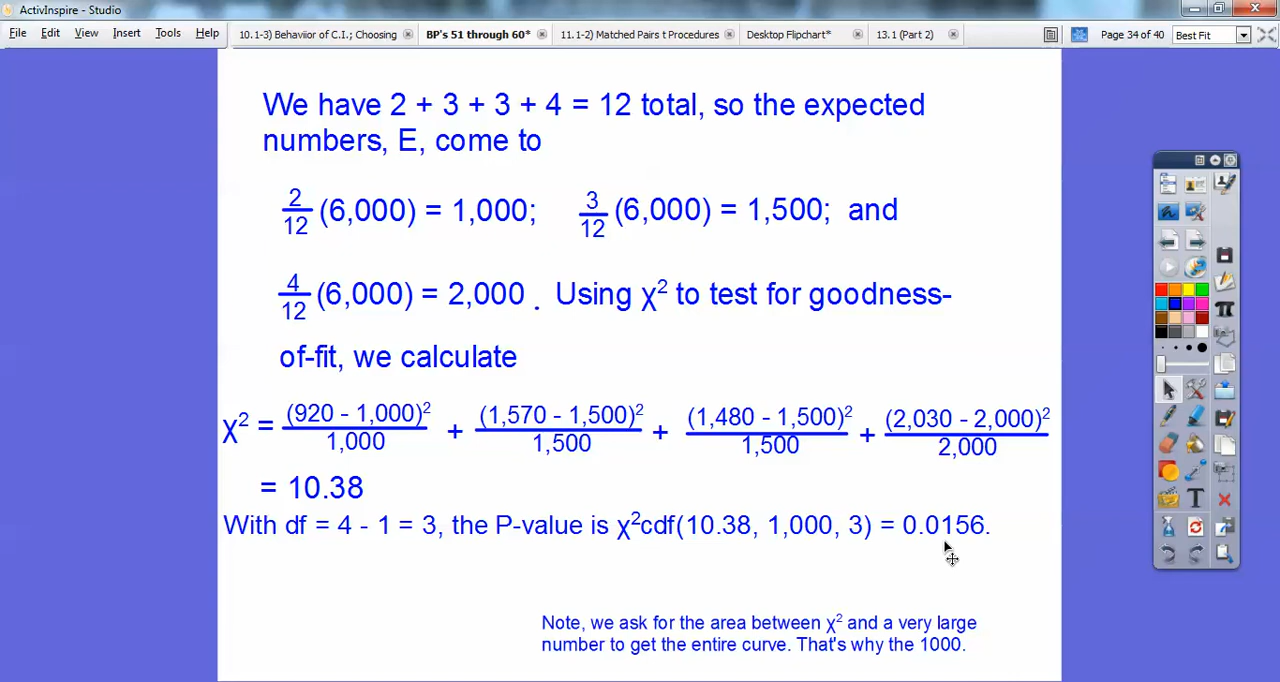 ActivInspire - Studio
File Edit View Insert Tools Help
10.1-3) Behaviior of C.I.; Choosing BP's 51 through 60* 11.1-2) Matched Pairs t Procedures Desktop Flipchart* 13.1 (Part 2) Page 34 of 40 Best Fit
We have 2 + 3 + 3 + 4 = 12 total, so the expected
numbers, E, come to
2/12 (6,000) = 1,000; 3/12 (6,000) = 1,500; and
4/12 (6,000) = 2,000 . Using χ² to test for goodness-
of-fit, we calculate
χ² = (920 - 1,000)²/1,000 + (1,570 - 1,500)²/1,500 + (1,480 - 1,500)²/1,500 + (2,030 - 2,000)²/2,000
= 10.38
With df = 4 - 1 = 3, the P-value is χ²cdf(10.38, 1,000, 3) = 0.0156.
Note, we ask for the area between χ² and a very large
number to get the entire curve. That's why the 1000.